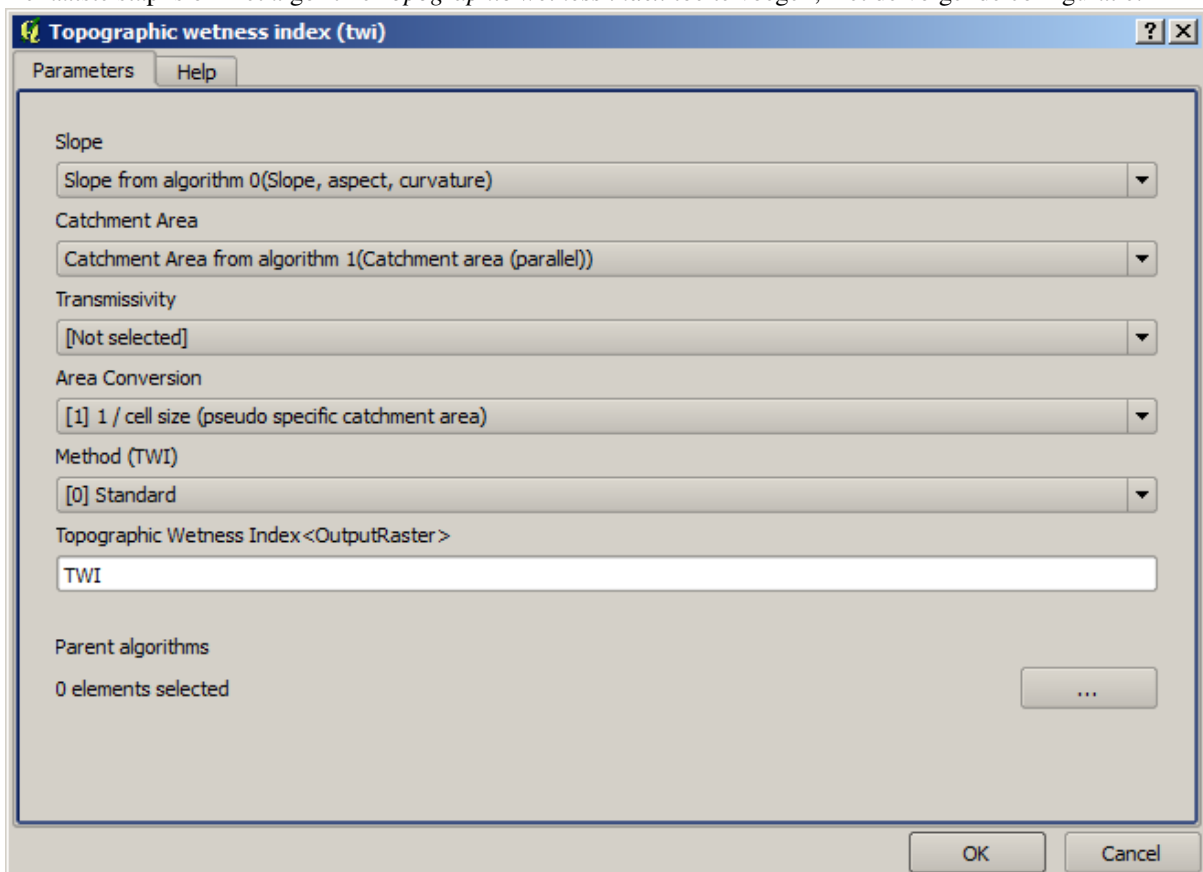 Topographic wetness index (twi)
Parameters Help
Slope
Slope from algorithm 0(Slope, aspect, curvature)
Catchment Area
Catchment Area from algorithm 1(Catchment area (parallel))
Transmissivity
[Not selected]
Area Conversion
[1] 1 / cell size (pseudo specific catchment area)
Method (TWI)
[0] Standard
Topographic Wetness Index<OutputRaster>
TWI
Parent algorithms
0 elements selected ...
OK Cancel